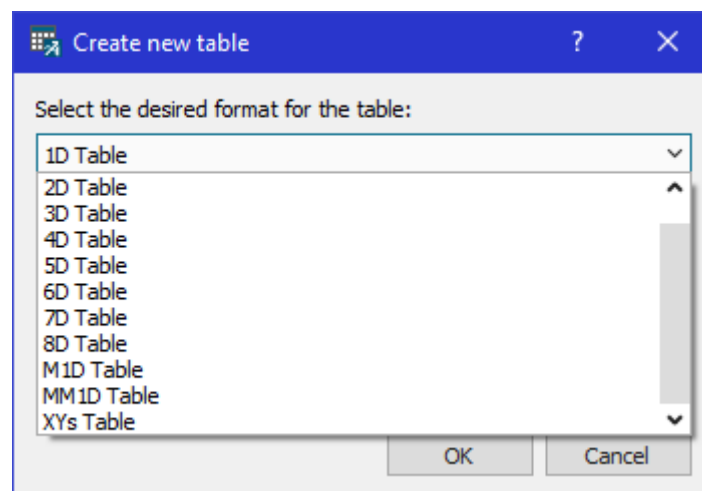 Create new table
Select the desired format for the table:
1D Table
2D Table
3D Table
4D Table
5D Table
6D Table
7D Table
8D Table
M1D Table
MM1D Table
XYs Table
OK Cancel